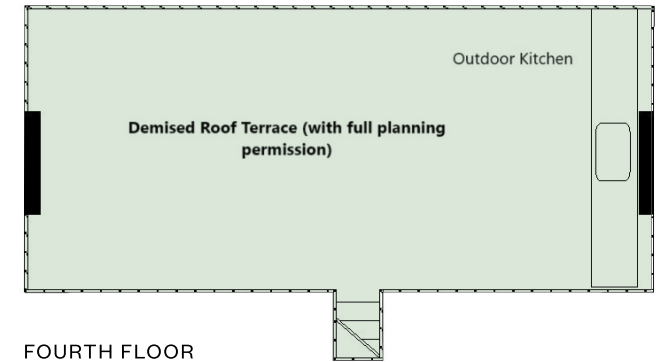 Outdoor Kitchen
Demised Roof Terrace (with full planning
permission)
FOURTH FLOOR